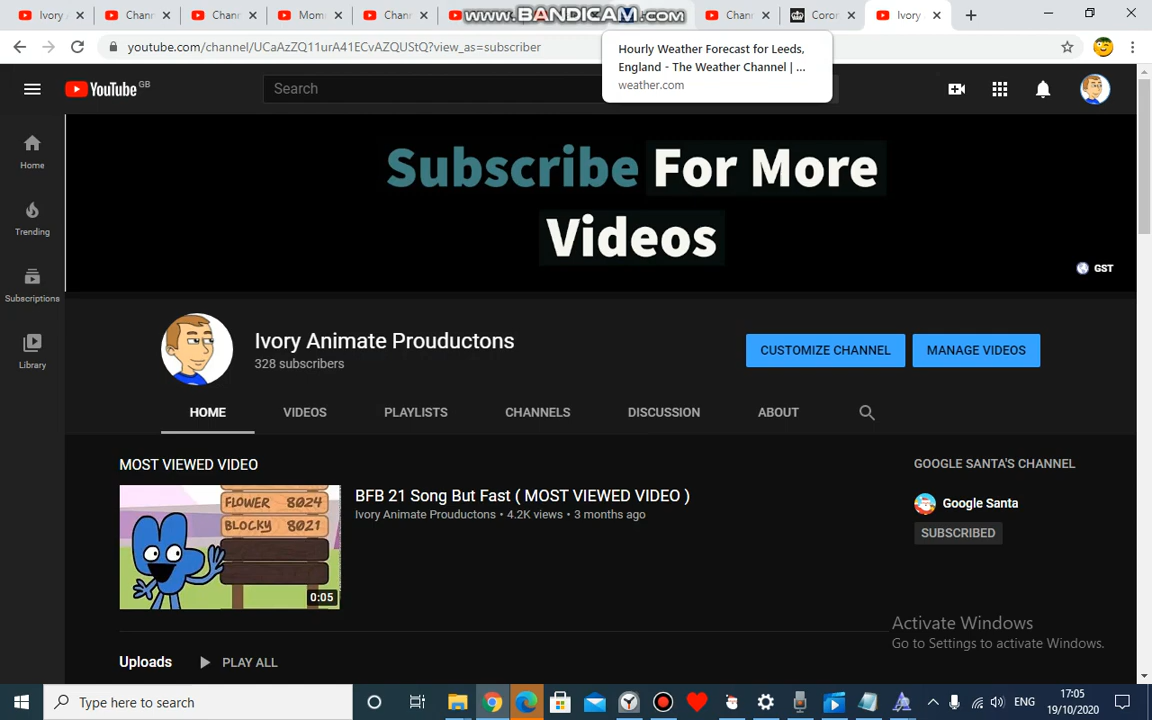 Ivory
Chann
Chann
Momm
Chann
www.BANDICAM.com
Chann
Coron
Ivory
youtube.com/channel/UCaAzZQ11urA41ECvAZQUStQ?view_as=subscriber
Hourly Weather Forecast for Leeds,
England - The Weather Channel | ...
weather.com
YouTube GB
Search
Home
Trending
Subscriptions
Library
Subscribe For More
Videos
GST
Ivory Animate Prouductons
328 subscribers
CUSTOMIZE CHANNEL
MANAGE VIDEOS
HOME
VIDEOS
PLAYLISTS
CHANNELS
DISCUSSION
ABOUT
MOST VIEWED VIDEO
FLOWER 8024
BLOCKY 8021
0:05
BFB 21 Song But Fast ( MOST VIEWED VIDEO )
Ivory Animate Prouductons • 4.2K views • 3 months ago
GOOGLE SANTA'S CHANNEL
Google Santa
SUBSCRIBED
Uploads
PLAY ALL
Activate Windows
Go to Settings to activate Windows.
Type here to search
ENG
17:05
19/10/2020